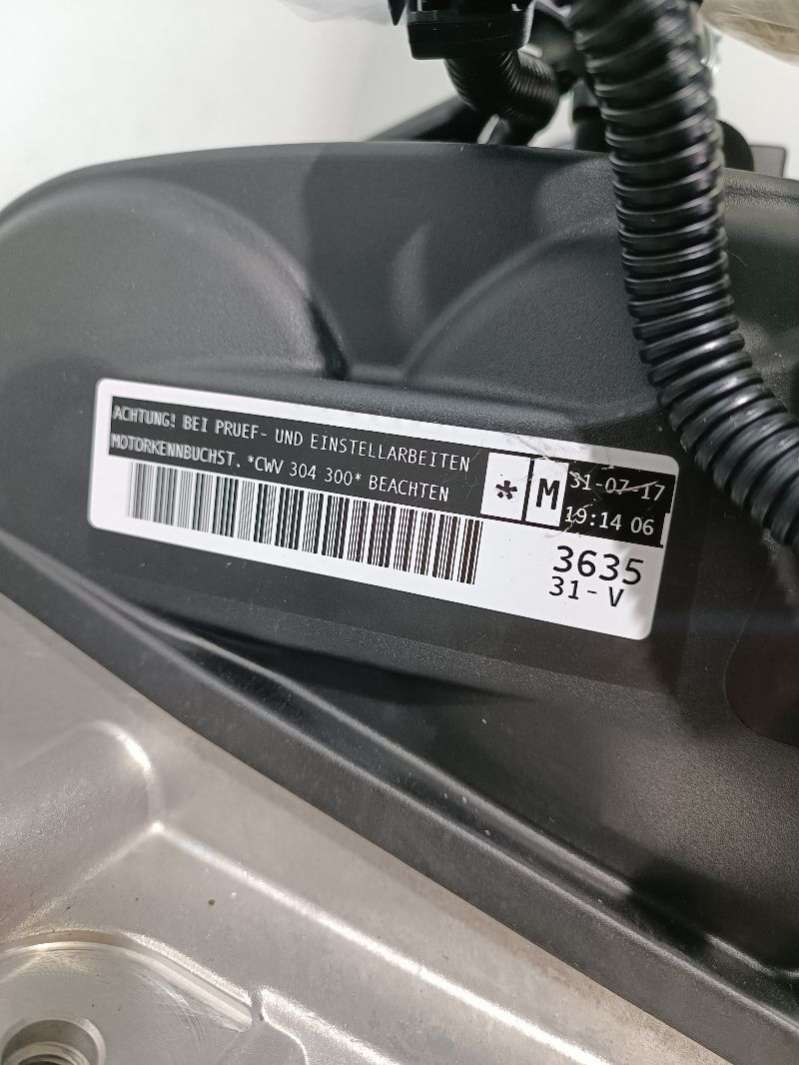 ACHTUNG! BEI PRUEF- UND EINSTELLARBEITEN
MOTORKENNBUCHST. *CWV 304 300* BEACHTEN
* M
31-07-17
19:14 06
3635
31- V